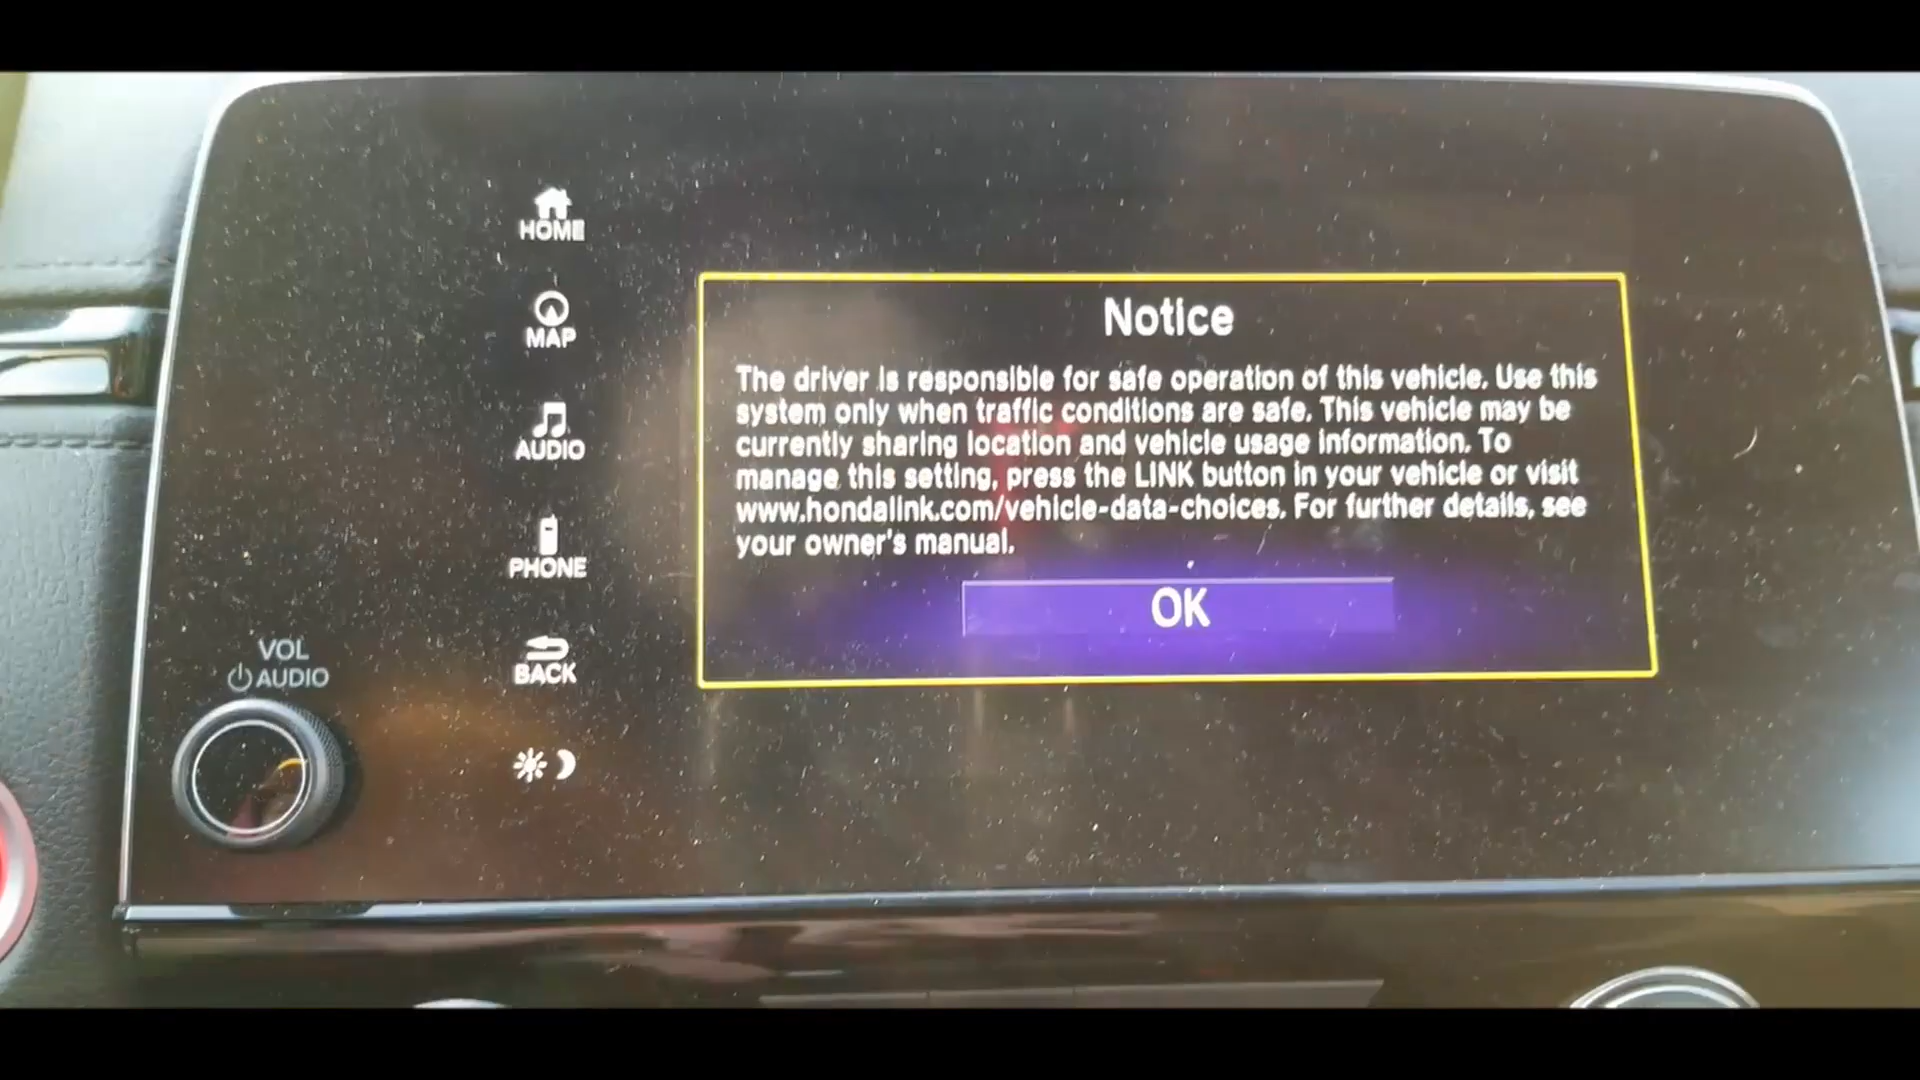 HOME
MAP
AUDIO
PHONE
BACK
VOL
AUDIO
Notice
The driver is responsible for safe operation of this vehicle. Use this
system only when traffic conditions are safe. This vehicle may be
currently sharing location and vehicle usage information. To
manage this setting, press the LINK button in your vehicle or visit
www.hondalink.com/vehicle-data-choices. For further details, see
your owner's manual.
OK